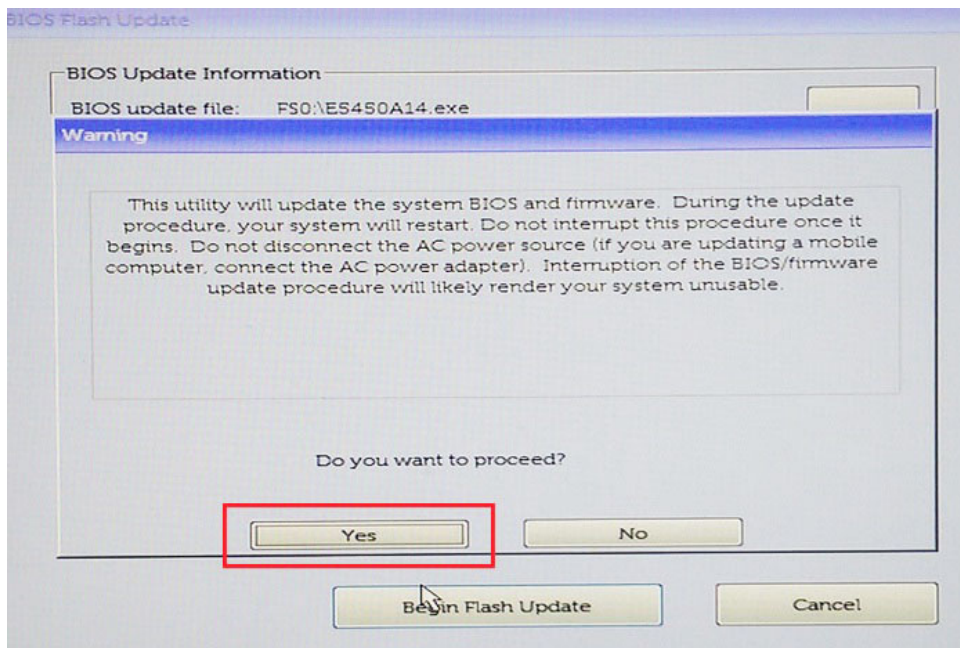 BIOS Flash Update
BIOS Update Information
BIOS update file: FS0:\E5450A14.exe
Warning
This utility will update the system BIOS and firmware. During the update
procedure, your system will restart. Do not interrupt this procedure once it
begins. Do not disconnect the AC power source (if you are updating a mobile
computer, connect the AC power adapter). Interruption of the BIOS/firmware
update procedure will likely render your system unusable.
Do you want to proceed?
Yes No
Begin Flash Update Cancel